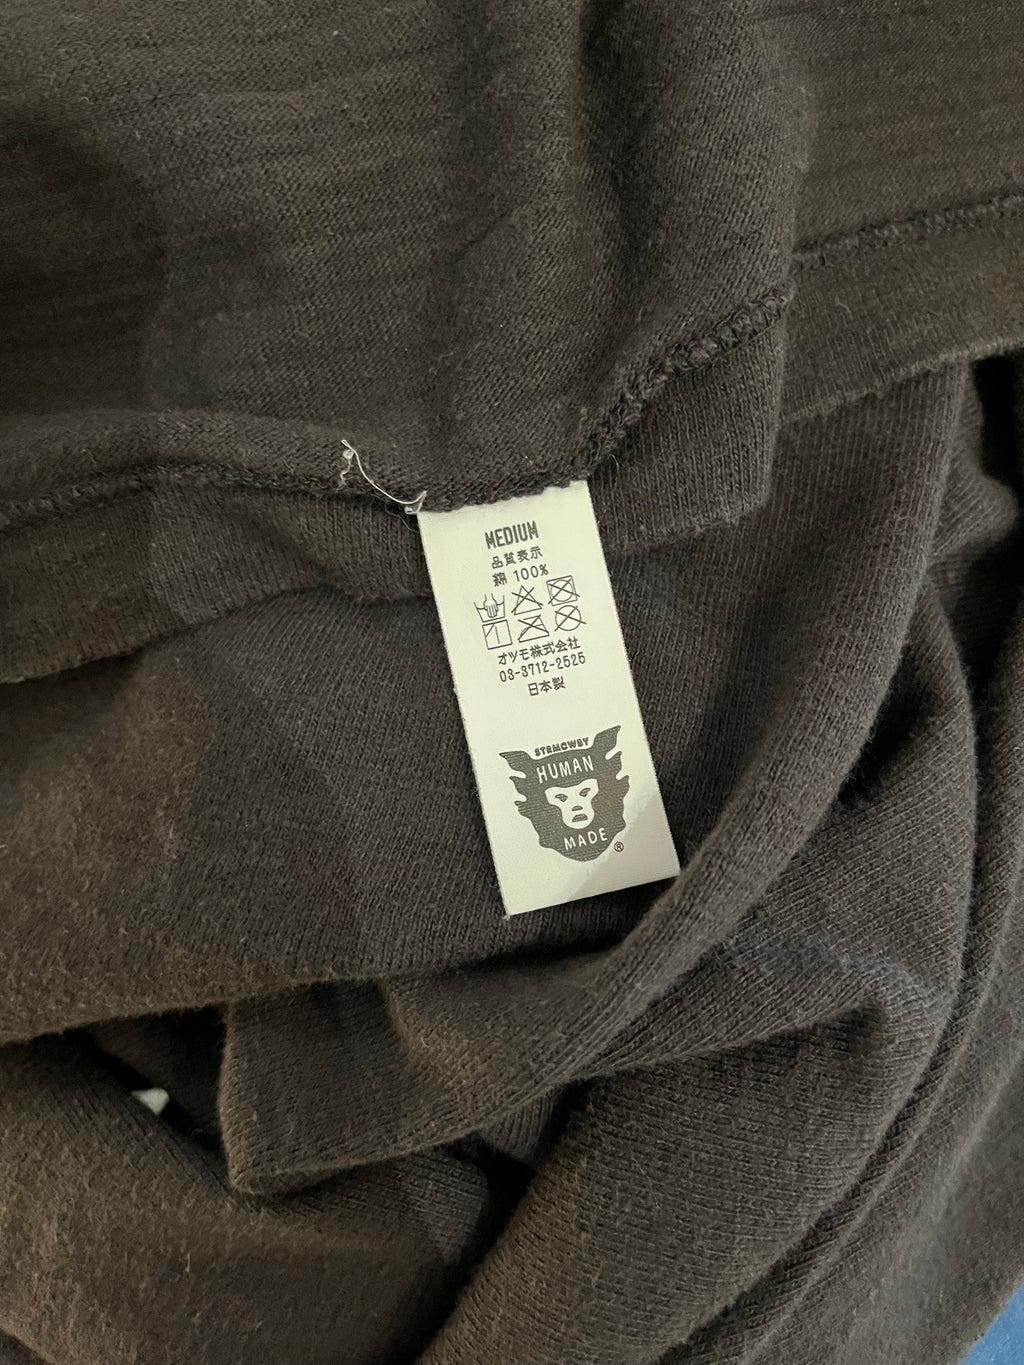 MEDIUM
品質表示
綿 100%
オツモ株式会社
03-3712-2525
日本製
STRMCWBY
HUMAN
MADE
®